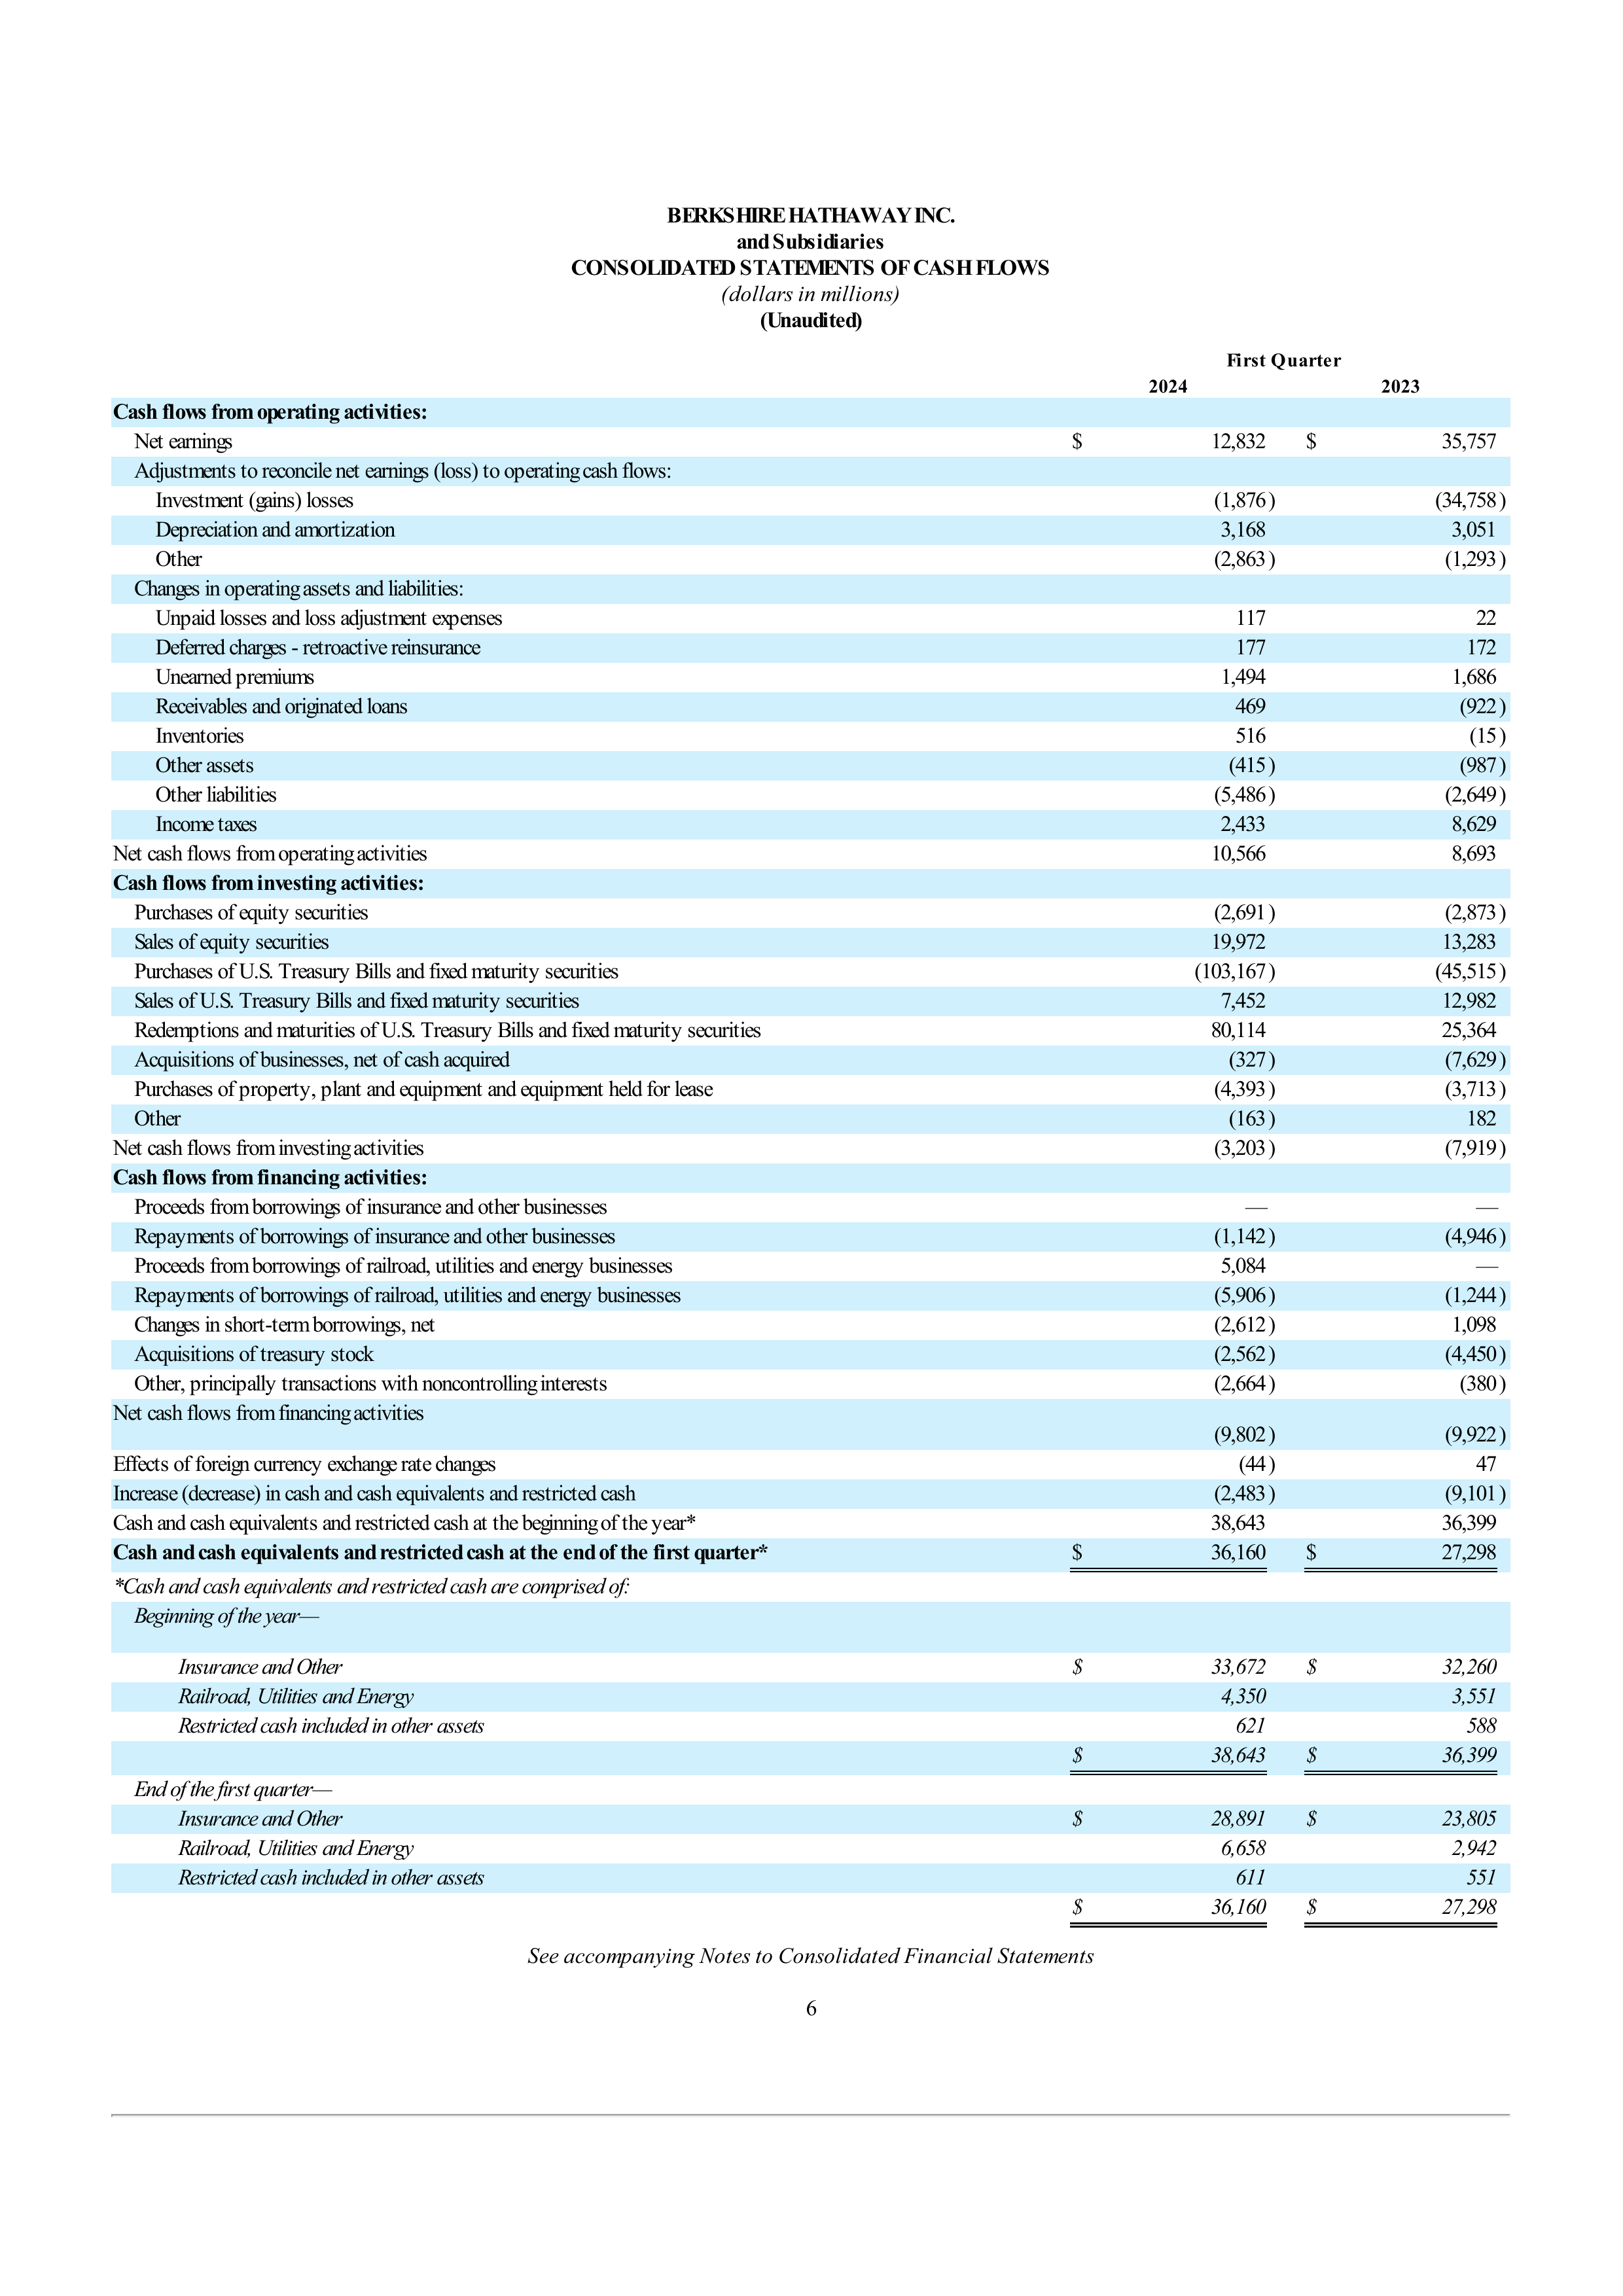 BERKSHIRE HATHAWAY INC.
and Subsidiaries
CONSOLIDATED STATEMENTS OF CASH FLOWS
(dollars in millions)
(Unaudited)
First Quarter
2024 2023
Cash flows from operating activities:
Net earnings $ 12,832 $ 35,757
Adjustments to reconcile net earnings (loss) to operating cash flows:
Investment (gains) losses (1,876) (34,758)
Depreciation and amortization 3,168 3,051
Other (2,863) (1,293)
Changes in operating assets and liabilities:
Unpaid losses and loss adjustment expenses 117 22
Deferred charges - retroactive reinsurance 177 172
Unearned premiums 1,494 1,686
Receivables and originated loans 469 (922)
Inventories 516 (15)
Other assets (415) (987)
Other liabilities (5,486) (2,649)
Income taxes 2,433 8,629
Net cash flows from operating activities 10,566 8,693
Cash flows from investing activities:
Purchases of equity securities (2,691) (2,873)
Sales of equity securities 19,972 13,283
Purchases of U.S. Treasury Bills and fixed maturity securities (103,167) (45,515)
Sales of U.S. Treasury Bills and fixed maturity securities 7,452 12,982
Redemptions and maturities of U.S. Treasury Bills and fixed maturity securities 80,114 25,364
Acquisitions of businesses, net of cash acquired (327) (7,629)
Purchases of property, plant and equipment and equipment held for lease (4,393) (3,713)
Other (163) 182
Net cash flows from investing activities (3,203) (7,919)
Cash flows from financing activities:
Proceeds from borrowings of insurance and other businesses — —
Repayments of borrowings of insurance and other businesses (1,142) (4,946)
Proceeds from borrowings of railroad, utilities and energy businesses 5,084 —
Repayments of borrowings of railroad, utilities and energy businesses (5,906) (1,244)
Changes in short-term borrowings, net (2,612) 1,098
Acquisitions of treasury stock (2,562) (4,450)
Other, principally transactions with noncontrolling interests (2,664) (380)
Net cash flows from financing activities (9,802) (9,922)
Effects of foreign currency exchange rate changes (44) 47
Increase (decrease) in cash and cash equivalents and restricted cash (2,483) (9,101)
Cash and cash equivalents and restricted cash at the beginning of the year* 38,643 36,399
Cash and cash equivalents and restricted cash at the end of the first quarter* $ 36,160 $ 27,298
*Cash and cash equivalents and restricted cash are comprised of:
Beginning of the year—
Insurance and Other $ 33,672 $ 32,260
Railroad, Utilities and Energy 4,350 3,551
Restricted cash included in other assets 621 588
$ 38,643 $ 36,399
End of the first quarter—
Insurance and Other $ 28,891 $ 23,805
Railroad, Utilities and Energy 6,658 2,942
Restricted cash included in other assets 611 551
$ 36,160 $ 27,298
See accompanying Notes to Consolidated Financial Statements
6